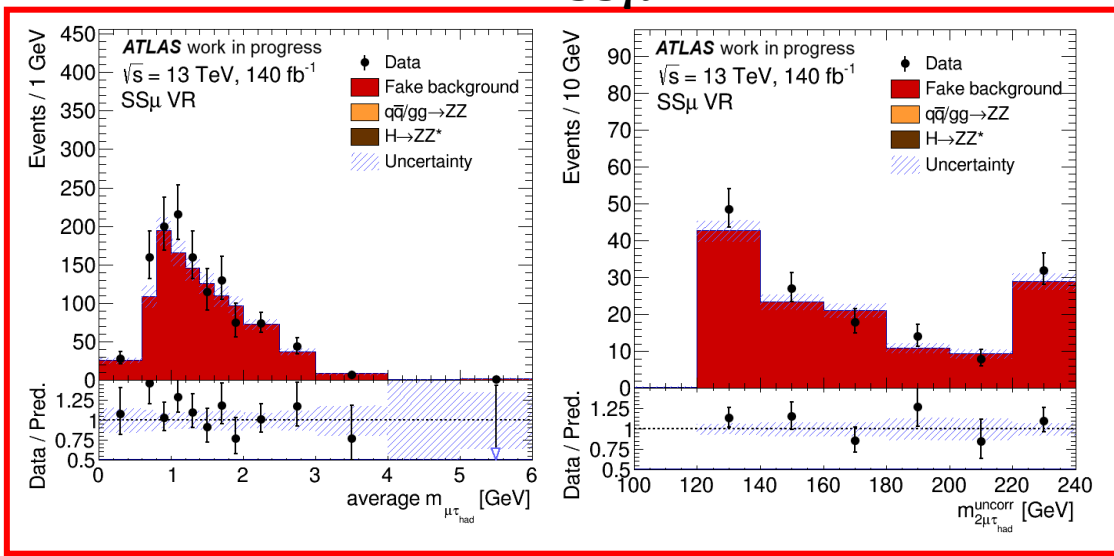 SSμ
ATLAS work in progress
√s = 13 TeV, 140 fb⁻¹
SSμ VR
Data
Fake background
qq̄/gg→ZZ
H→ZZ*
Uncertainty
Events / 1 GeV
450
400
350
300
250
200
150
100
50
0
Data / Pred.
1.25
1
0.75
0.5
0 1 2 3 4 5 6
average m_μτ_had [GeV]
ATLAS work in progress
√s = 13 TeV, 140 fb⁻¹
SSμ VR
Data
Fake background
qq̄/gg→ZZ
H→ZZ*
Uncertainty
Events / 10 GeV
90
80
70
60
50
40
30
20
10
0
Data / Pred.
1.25
1
0.75
0.5
100 120 140 160 180 200 220 240
m^uncorr_2μτ_had [GeV]